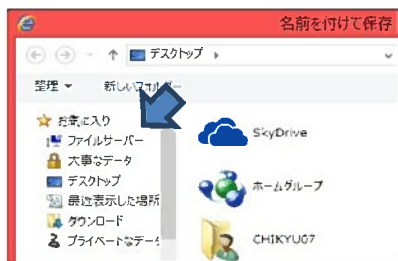 名前を付けて保存
デスクトップ
整理 新しいフォルダー
お気に入り
ファイルサーバー
大事なデータ
デスクトップ
最近表示した場所
ダウンロード
プライベートなデータ
SkyDrive
ホームグループ
CHIKYU07